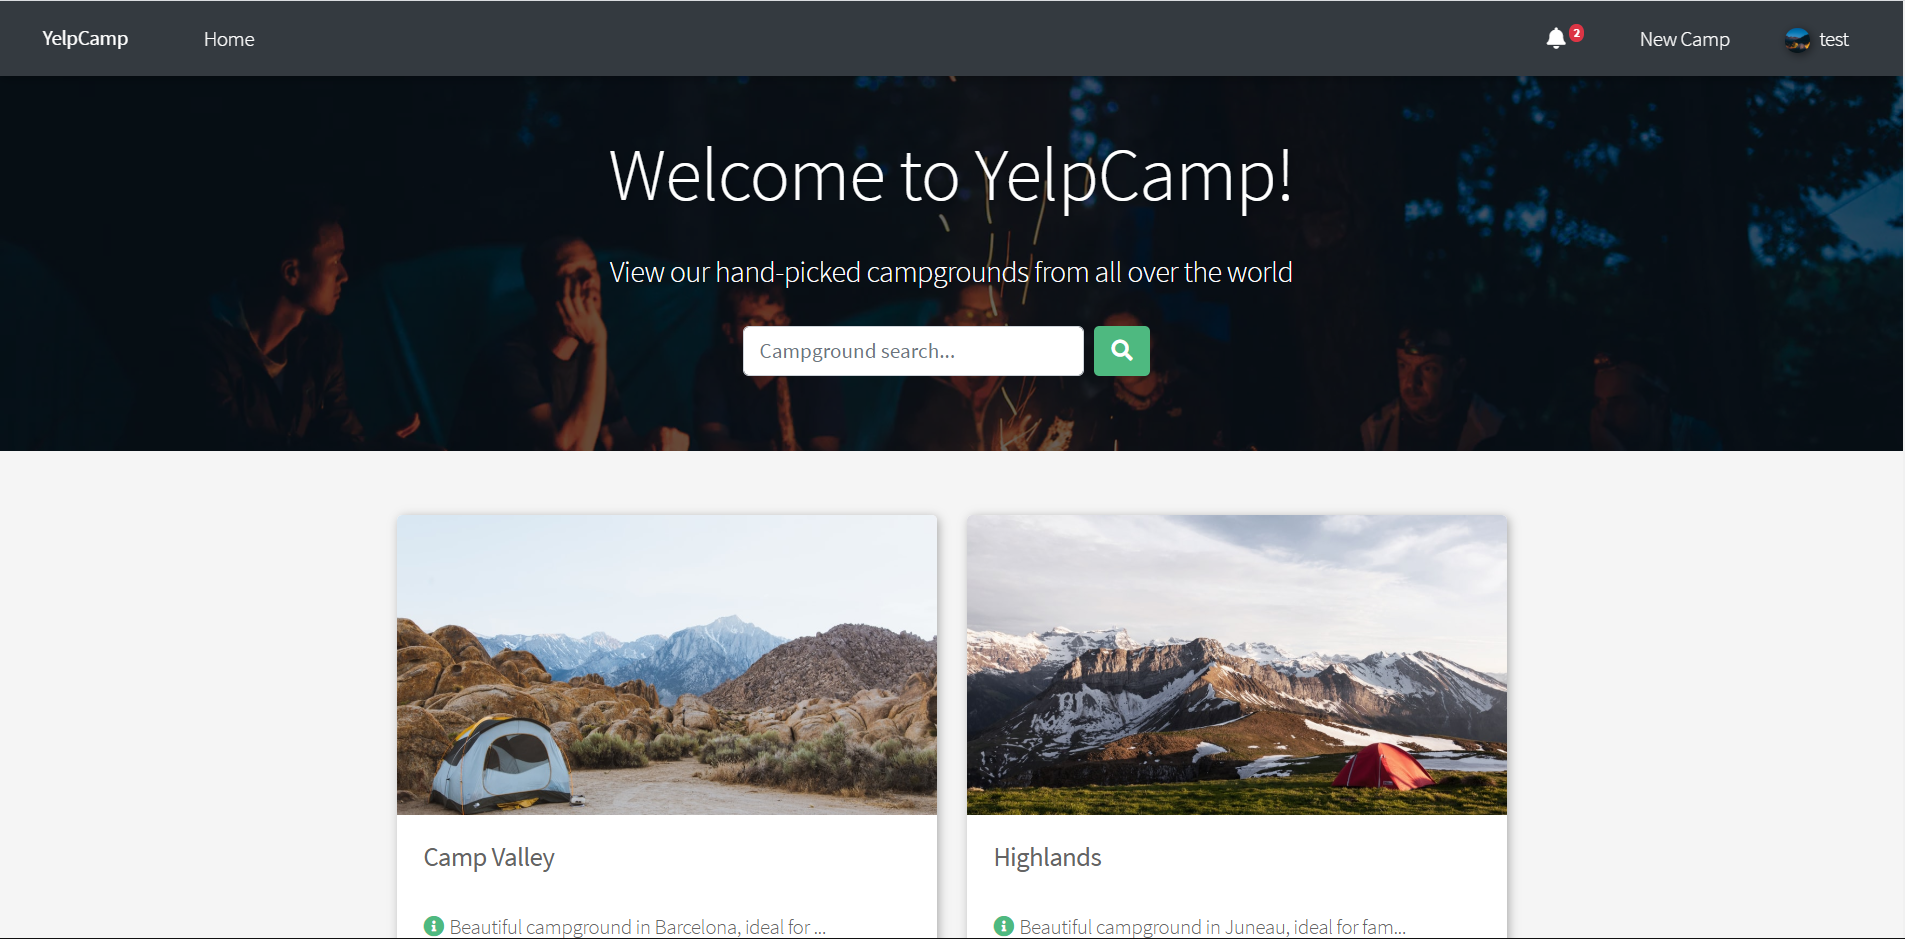 YelpCamp Home 2 New Camp test
Welcome to YelpCamp!
View our hand-picked campgrounds from all over the world
Campground search...
Camp Valley
Beautiful campground in Barcelona, ideal for ...
Highlands
Beautiful campground in Juneau, ideal for fam...